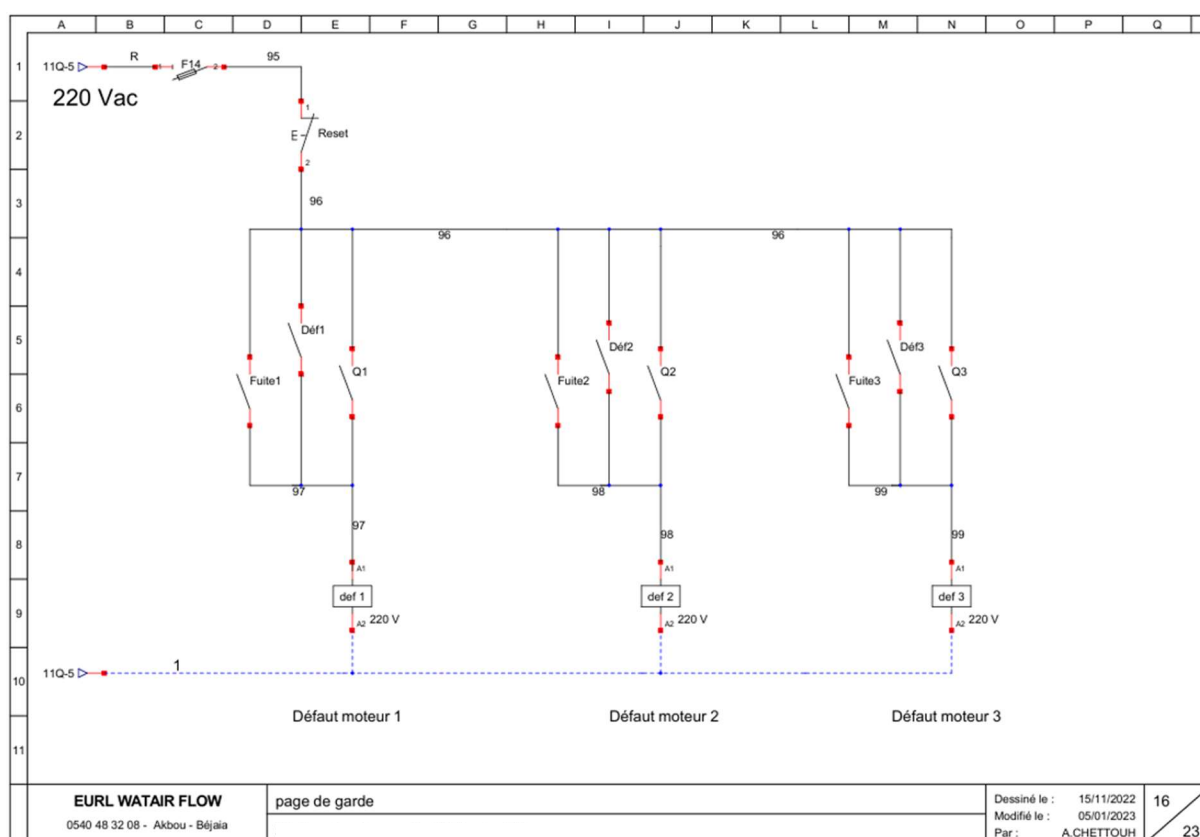 A B C D E F G H I J K L M N O P Q
1 11Q-5 R 1 F14 2 95
220 Vac
1
2 E Reset
2
3 96
96 96
4
5 Déf1 Déf2 Déf3
Fuite1 Q1 Fuite2 Q2 Fuite3 Q3
6
7
97 98 99
97 98 99
8
A1 A1 A1
9 def 1 def 2 def 3
A2 220 V A2 220 V A2 220 V
10 11Q-5 1
Défaut moteur 1 Défaut moteur 2 Défaut moteur 3
11
EURL WATAIR FLOW page de garde Dessiné le : 15/11/2022 16
Modifié le : 05/01/2023
0540 48 32 08 - Akbou - Béjaia Par : A.CHETTOUH 23